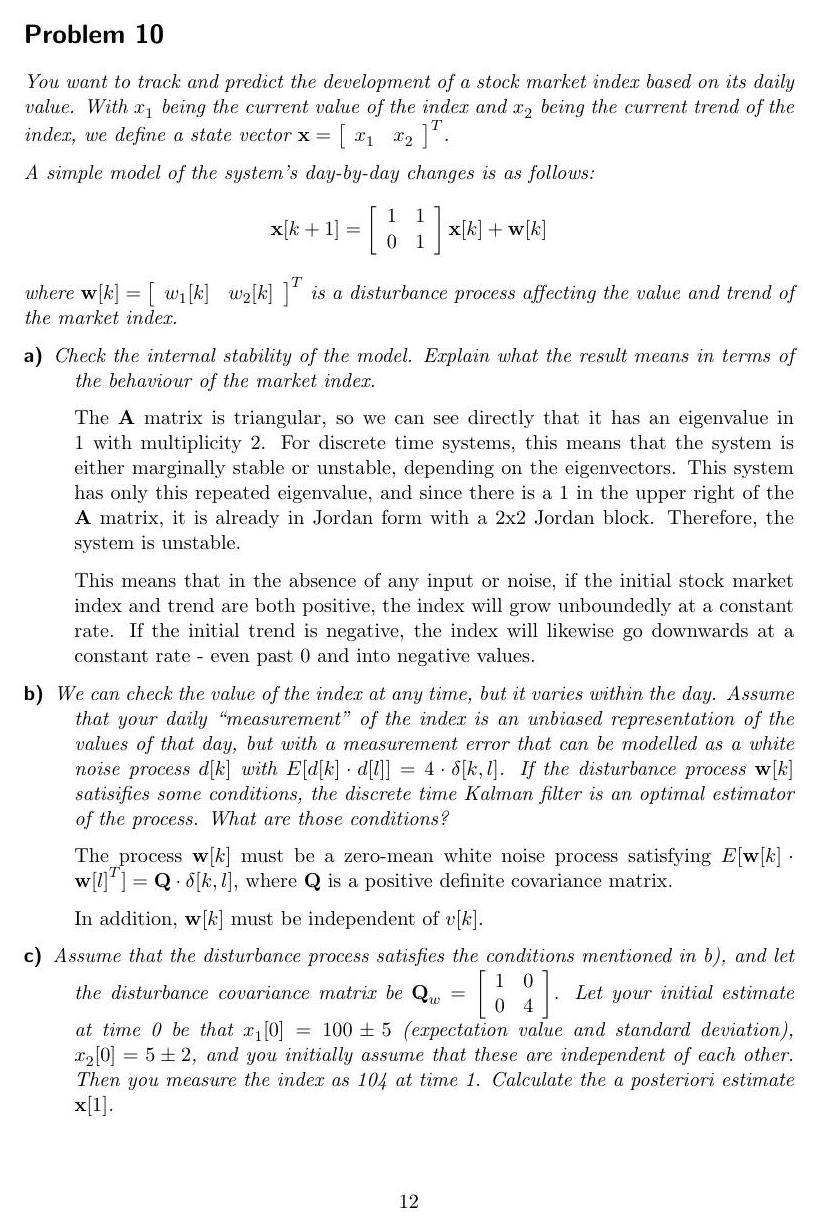 Problem 10
You want to track and predict the development of a stock market index based on its daily
value. With x₁ being the current value of the index and x₂ being the current trend of the
index, we define a state vector x = [ x₁ x₂ ]ᵀ.
A simple model of the system's day-by-day changes is as follows:
x[k + 1] = [ 1 1 ; 0 1 ] x[k] + w[k]
where w[k] = [ w₁[k] w₂[k] ]ᵀ is a disturbance process affecting the value and trend of
the market index.
a) Check the internal stability of the model. Explain what the result means in terms of
the behaviour of the market index.
The A matrix is triangular, so we can see directly that it has an eigenvalue in
1 with multiplicity 2. For discrete time systems, this means that the system is
either marginally stable or unstable, depending on the eigenvectors. This system
has only this repeated eigenvalue, and since there is a 1 in the upper right of the
A matrix, it is already in Jordan form with a 2x2 Jordan block. Therefore, the
system is unstable.
This means that in the absence of any input or noise, if the initial stock market
index and trend are both positive, the index will grow unboundedly at a constant
rate. If the initial trend is negative, the index will likewise go downwards at a
constant rate - even past 0 and into negative values.
b) We can check the value of the index at any time, but it varies within the day. Assume
that your daily "measurement" of the index is an unbiased representation of the
values of that day, but with a measurement error that can be modelled as a white
noise process d[k] with E[d[k] · d[l]] = 4 · δ[k, l]. If the disturbance process w[k]
satisifies some conditions, the discrete time Kalman filter is an optimal estimator
of the process. What are those conditions?
The process w[k] must be a zero-mean white noise process satisfying E[w[k] ·
w[l]ᵀ] = Q · δ[k, l], where Q is a positive definite covariance matrix.
In addition, w[k] must be independent of v[k].
c) Assume that the disturbance process satisfies the conditions mentioned in b), and let
the disturbance covariance matrix be Q_w = [ 1 0 ; 0 4 ]. Let your initial estimate
at time 0 be that x₁[0] = 100 ± 5 (expectation value and standard deviation),
x₂[0] = 5 ± 2, and you initially assume that these are independent of each other.
Then you measure the index as 104 at time 1. Calculate the a posteriori estimate
x[1].
12